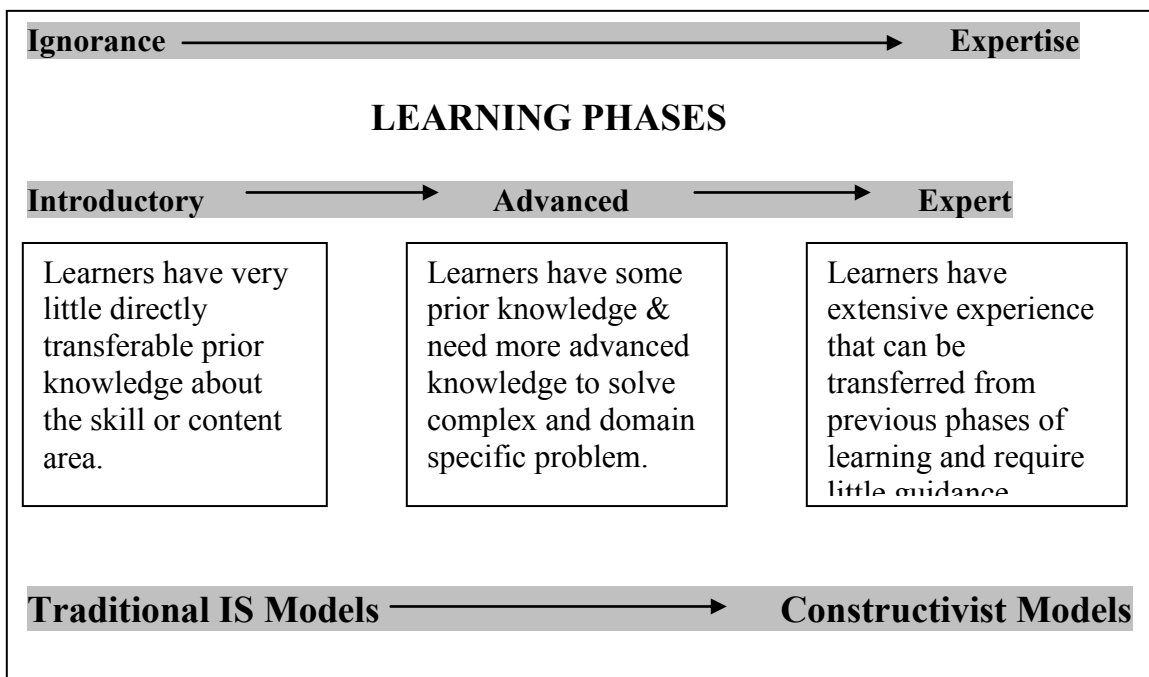 Ignorance Expertise
LEARNING PHASES
Introductory Advanced Expert
Learners have very
little directly
transferable prior
knowledge about
the skill or content
area.
Learners have some
prior knowledge &
need more advanced
knowledge to solve
complex and domain
specific problem.
Learners have
extensive experience
that can be
transferred from
previous phases of
learning and require
little guidance
Traditional IS Models Constructivist Models